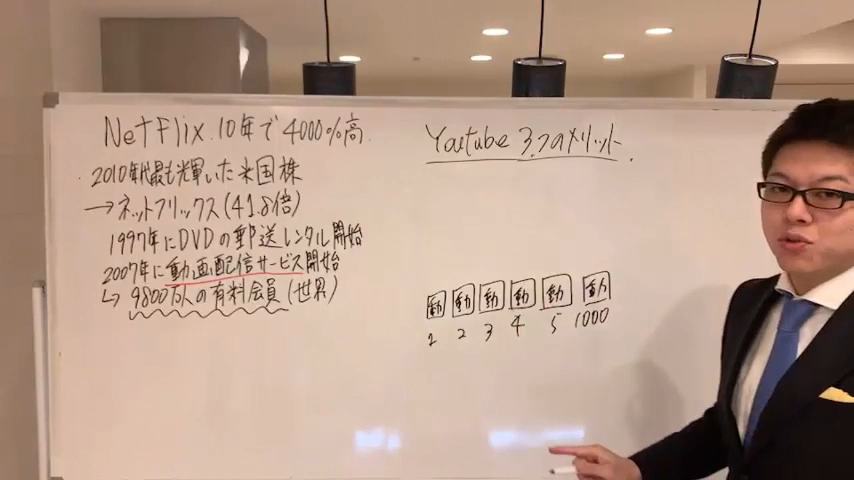 Netflix.10年で4000%高
・2010年代最も輝いた米国株
→ネットフリックス(41.8倍)
1997年にDVDの郵送レンタル開始
2007年に動画配信サービス開始
↳9800万人の有料会員(世界)
Youtube 3つのメリット.
動 動 動 動 動 動
1 2 3 4 5 1000